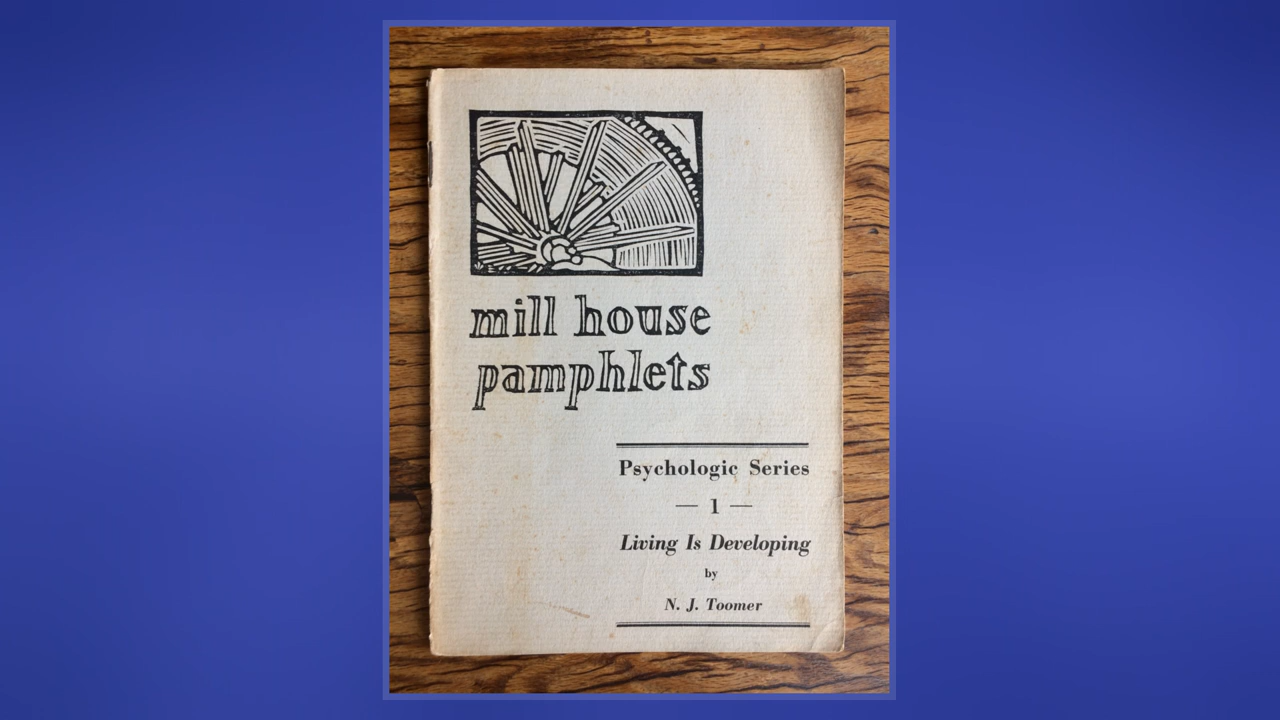 mill house
pamphlets
Psychologic Series
— 1 —
Living Is Developing
by
N. J. Toomer